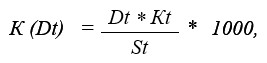 K (Dt) = Dt * Kt / St * 1000,